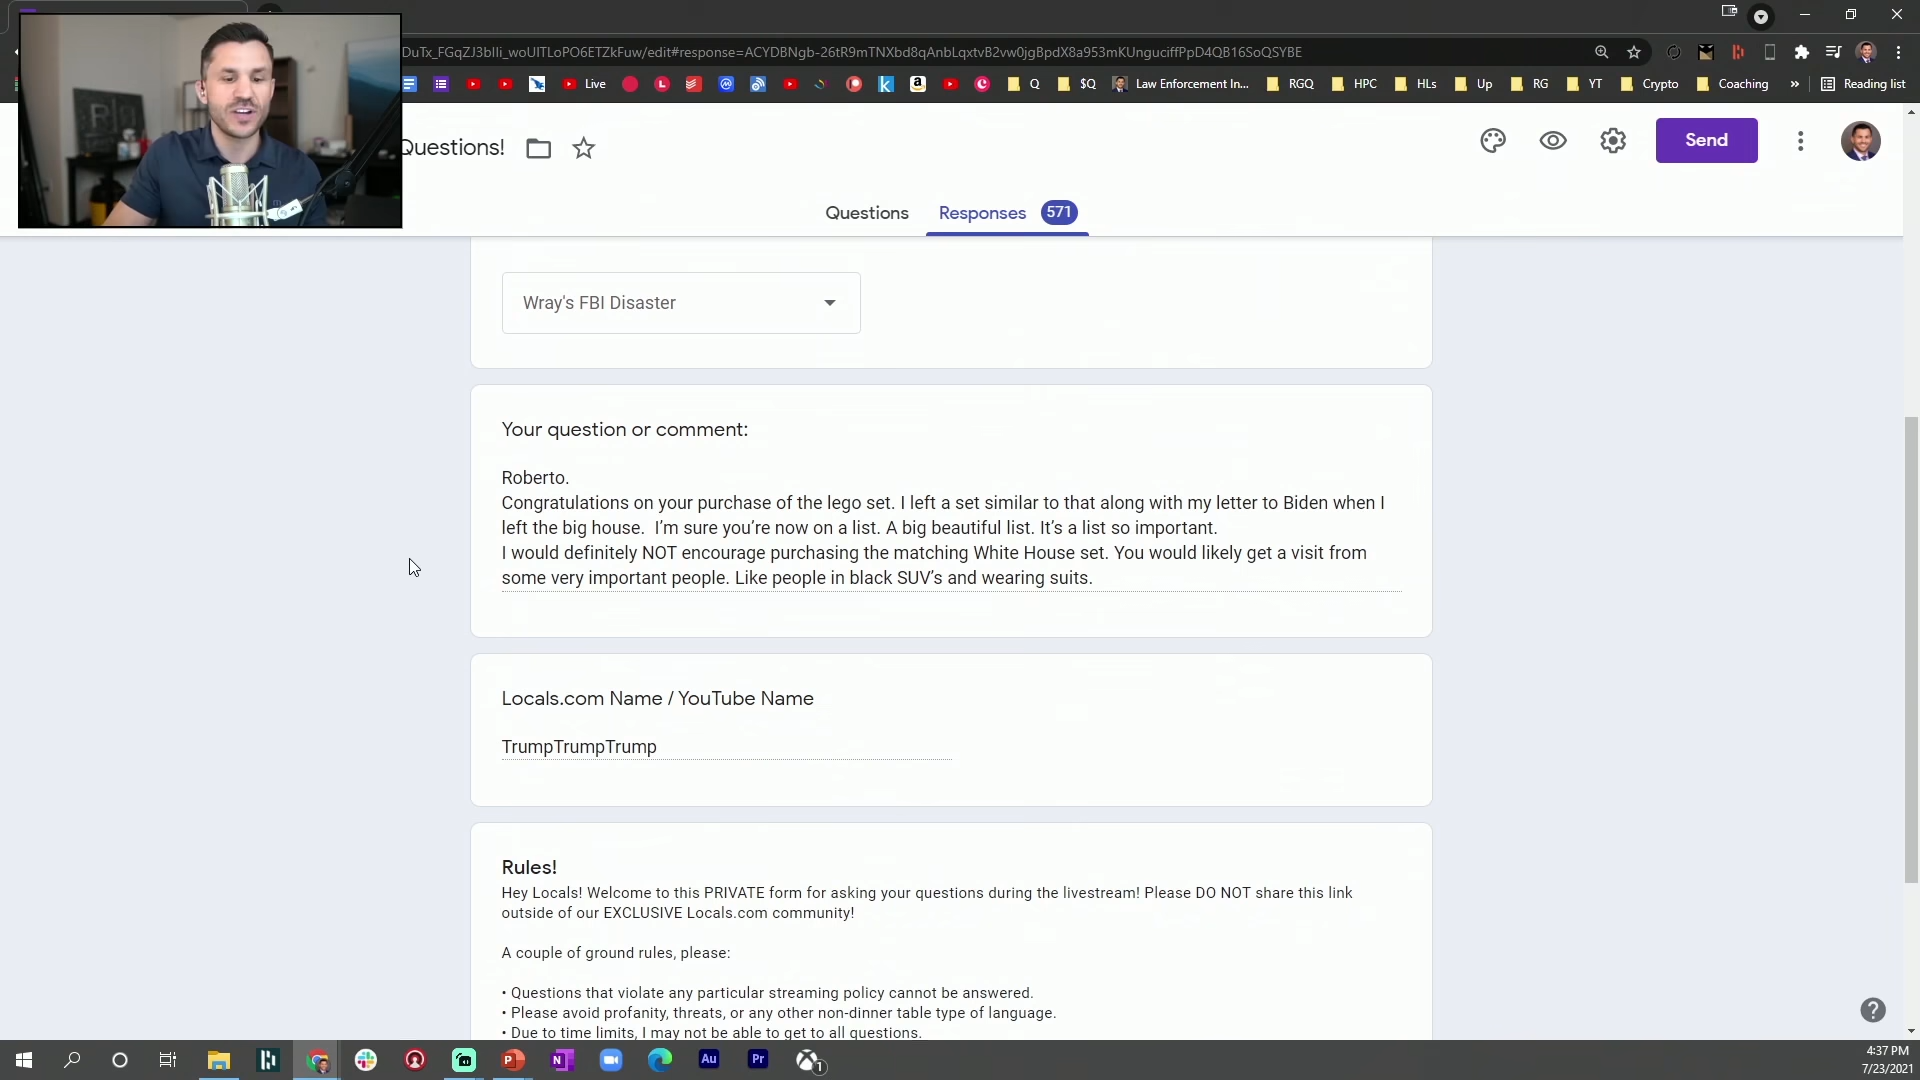 DuTx_FGqZJ3bIli_woUITLoPO6ETZkFuw/edit#response=ACYDBNgb-26tR9mTNXbd8qAnbLqxtvB2vw0jgBpdX8a953mKUnguciffPpD4QB16SoQSYBE
Live
Q
$Q
Law Enforcement In...
RGQ
HPC
HLs
Up
RG
YT
Crypto
Coaching
»
Reading list
Questions!
Send
Questions
Responses
571
Wray's FBI Disaster
Your question or comment:
Roberto.
Congratulations on your purchase of the lego set. I left a set similar to that along with my letter to Biden when I
left the big house.  I'm sure you're now on a list. A big beautiful list. It's a list so important.
I would definitely NOT encourage purchasing the matching White House set. You would likely get a visit from
some very important people. Like people in black SUV's and wearing suits.
Locals.com Name / YouTube Name
TrumpTrumpTrump
Rules!
Hey Locals! Welcome to this PRIVATE form for asking your questions during the livestream! Please DO NOT share this link
outside of our EXCLUSIVE Locals.com community!
A couple of ground rules, please:
• Questions that violate any particular streaming policy cannot be answered.
• Please avoid profanity, threats, or any other non-dinner table type of language.
• Due to time limits, I may not be able to get to all questions.
4:37 PM
7/23/2021